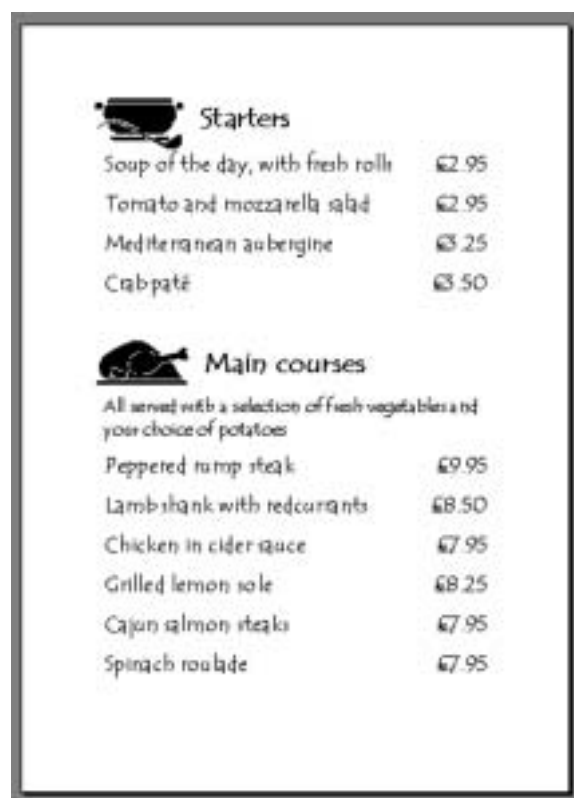 Starters
Soup of the day, with fresh rolls £2.95
Tomato and mozzarella salad £2.95
Mediterranean aubergine £3.25
Crab paté £3.50
Main courses
All served with a selection of fresh vegetables and
your choice of potatoes
Peppered rump steak £9.95
Lamb shank with redcurrants £8.50
Chicken in cider sauce £7.95
Grilled lemon sole £8.25
Cajun salmon steaks £7.95
Spinach roulade £7.95